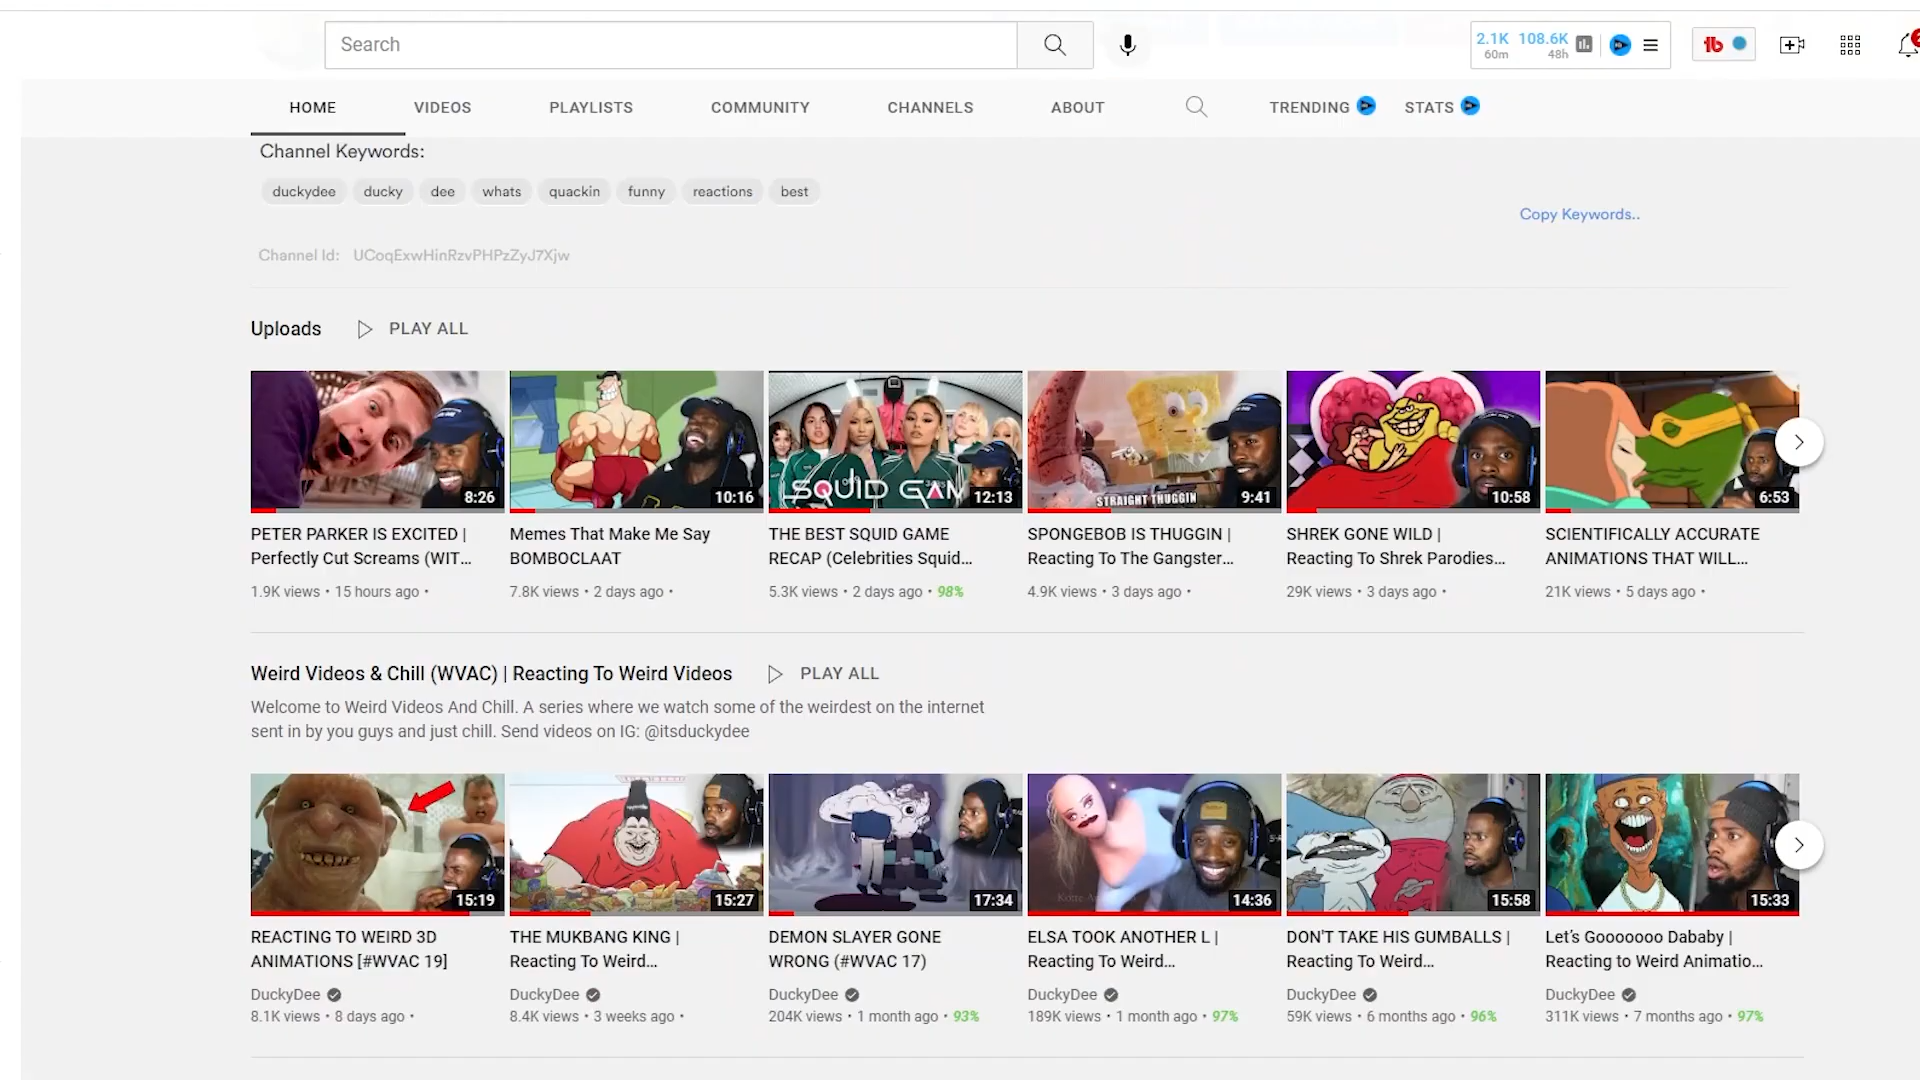 Search
2.1K 108.6K
60m 48h
HOME VIDEOS PLAYLISTS COMMUNITY CHANNELS ABOUT TRENDING STATS
Channel Keywords:
duckydee ducky dee whats quackin funny reactions best
Copy Keywords..
Channel Id: UCoqExwHinRzvPHPzZyJ7Xjw
Uploads PLAY ALL
8:26 10:16 SQUID GAM 12:13 STRAIGHT THUGGIN 9:41 10:58 6:53
PETER PARKER IS EXCITED |
Perfectly Cut Screams (WIT...
1.9K views • 15 hours ago •
Memes That Make Me Say
BOMBOCLAAT
7.8K views • 2 days ago •
THE BEST SQUID GAME
RECAP (Celebrities Squid...
5.3K views • 2 days ago • 98%
SPONGEBOB IS THUGGIN |
Reacting To The Gangster...
4.9K views • 3 days ago •
SHREK GONE WILD |
Reacting To Shrek Parodies...
29K views • 3 days ago •
SCIENTIFICALLY ACCURATE
ANIMATIONS THAT WILL...
21K views • 5 days ago •
Weird Videos & Chill (WVAC) | Reacting To Weird Videos PLAY ALL
Welcome to Weird Videos And Chill. A series where we watch some of the weirdest on the internet
sent in by you guys and just chill. Send videos on IG: @itsduckydee
15:19 15:27 17:34 14:36 15:58 15:33
REACTING TO WEIRD 3D
ANIMATIONS [#WVAC 19]
DuckyDee
8.1K views • 8 days ago •
THE MUKBANG KING |
Reacting To Weird...
DuckyDee
8.4K views • 3 weeks ago •
DEMON SLAYER GONE
WRONG (#WVAC 17)
DuckyDee
204K views • 1 month ago • 93%
ELSA TOOK ANOTHER L |
Reacting To Weird...
DuckyDee
189K views • 1 month ago • 97%
DON'T TAKE HIS GUMBALLS |
Reacting To Weird...
DuckyDee
59K views • 6 months ago • 96%
Let's Gooooooo Dababy |
Reacting to Weird Animatio...
DuckyDee
311K views • 7 months ago • 97%